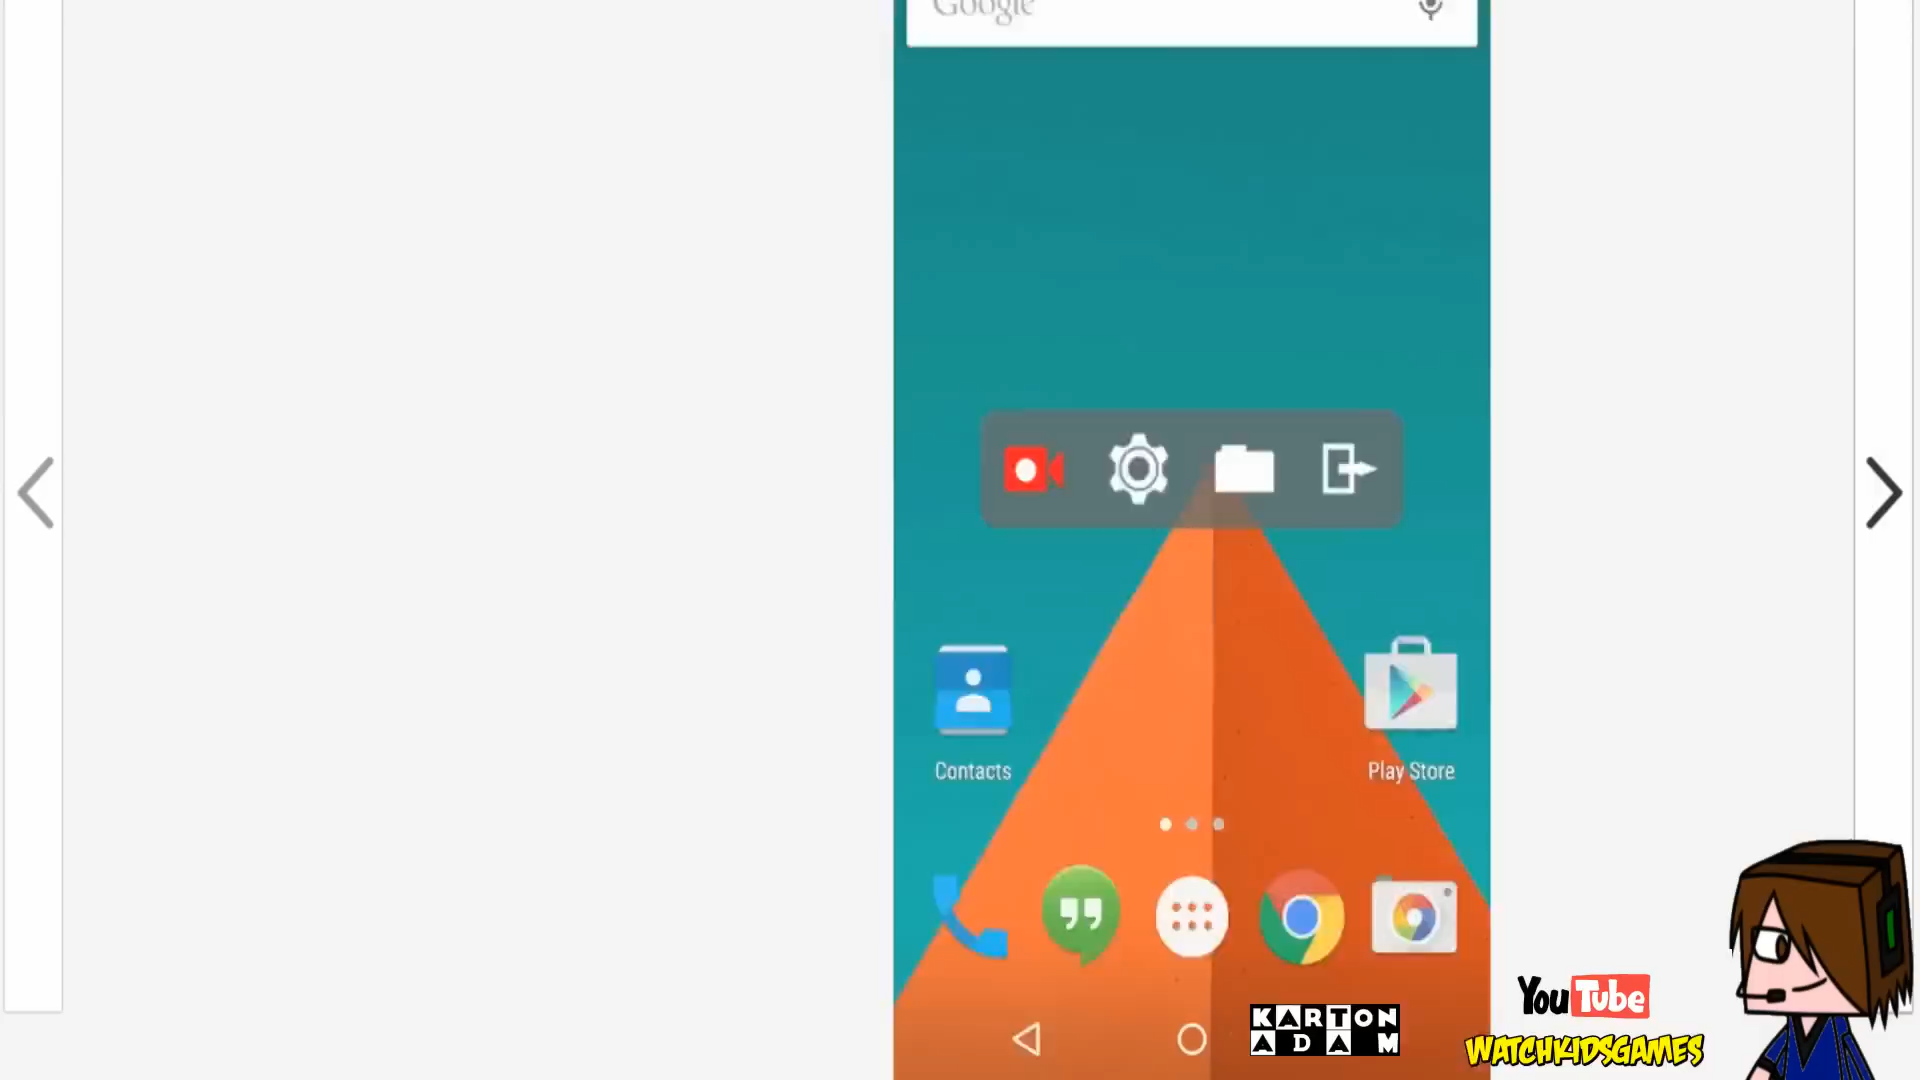 Google
Contacts
Play Store
YouTube
KARTON
ADAM
WATCHKIDSGAMES